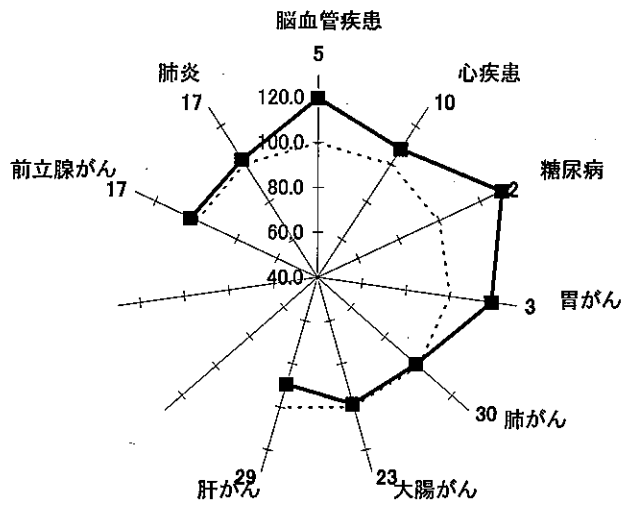 脳血管疾患
5
心疾患
10
糖尿病
2
胃がん
3
肺がん
30
大腸がん
23
肝がん
29
前立腺がん
17
肺炎
17
120.0
100.0
80.0
60.0
40.0